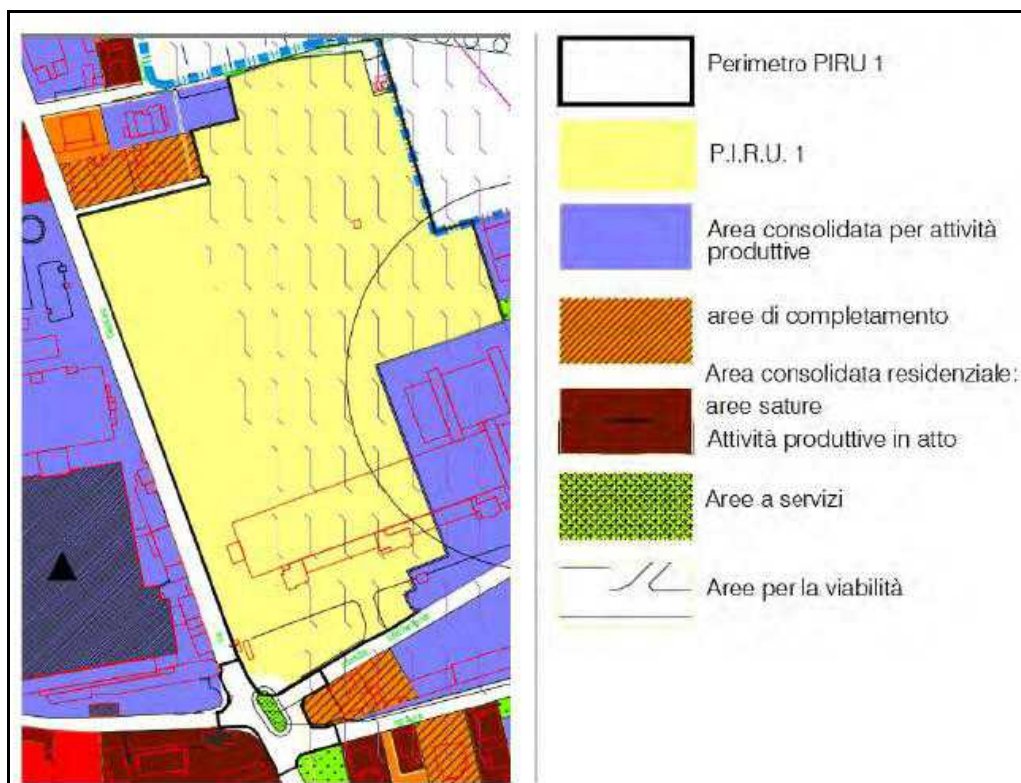 Perimetro PIRU 1
P.I.R.U. 1
Area consolidata per attività
produttive
aree di completamento
Area consolidata residenziale:
aree sature
Attività produttive in atto
Aree a servizi
Aree per la viabilità